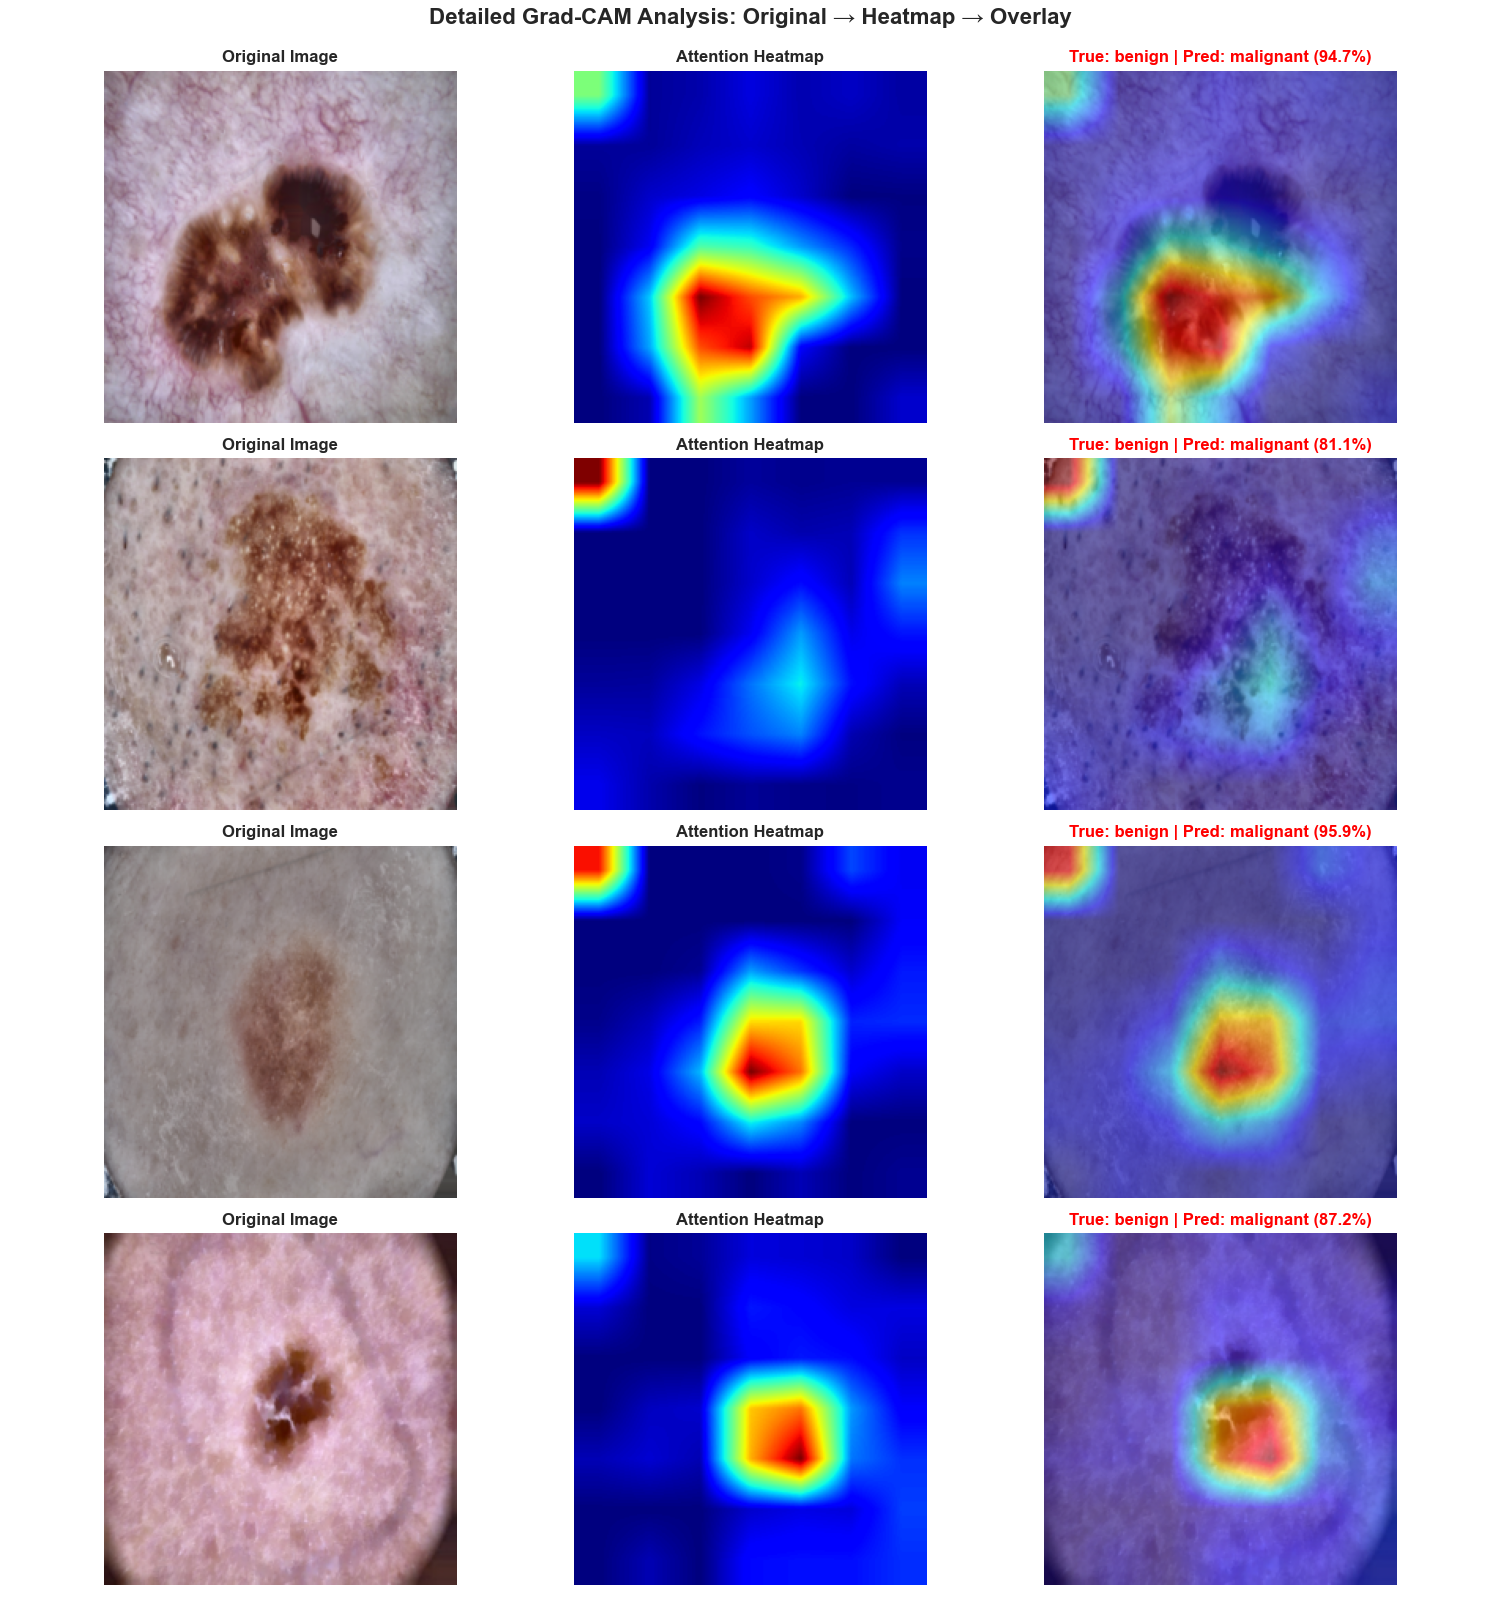 Detailed Grad-CAM Analysis: Original → Heatmap → Overlay
Original Image
Attention Heatmap
True: benign | Pred: malignant (94.7%)
Original Image
Attention Heatmap
True: benign | Pred: malignant (81.1%)
Original Image
Attention Heatmap
True: benign | Pred: malignant (95.9%)
Original Image
Attention Heatmap
True: benign | Pred: malignant (87.2%)